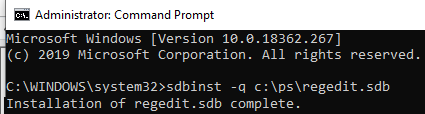 Administrator: Command Prompt
Microsoft Windows [Version 10.0.18362.267]
(c) 2019 Microsoft Corporation. All rights reserved.
C:\WINDOWS\system32>sdbinst -q c:\ps\regedit.sdb
Installation of regedit.sdb complete.